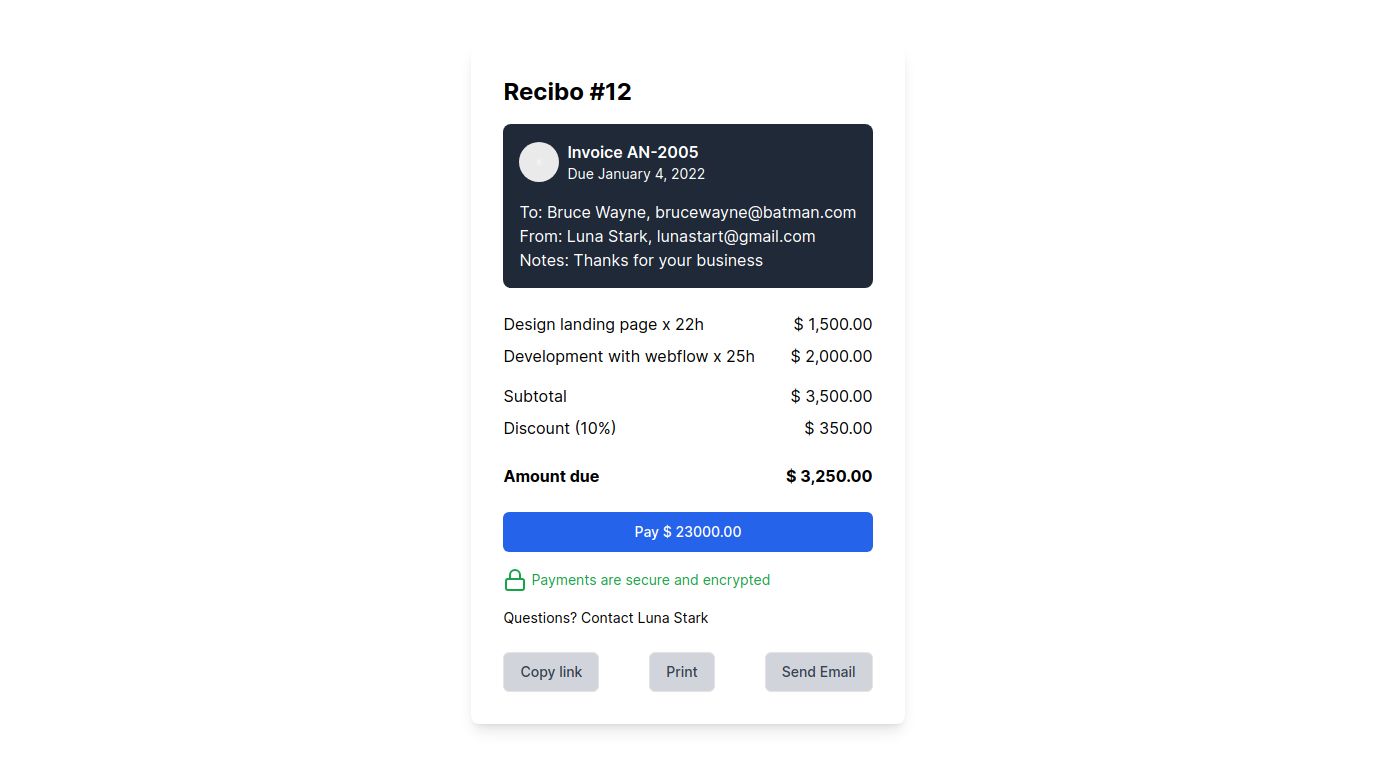 Recibo #12
Invoice AN-2005
Due January 4, 2022
To: Bruce Wayne, brucewayne@batman.com
From: Luna Stark, lunastart@gmail.com
Notes: Thanks for your business
Design landing page x 22h $ 1,500.00
Development with webflow x 25h $ 2,000.00
Subtotal $ 3,500.00
Discount (10%) $ 350.00
Amount due $ 3,250.00
Pay $ 23000.00
Payments are secure and encrypted
Questions? Contact Luna Stark
Copy link Print Send Email